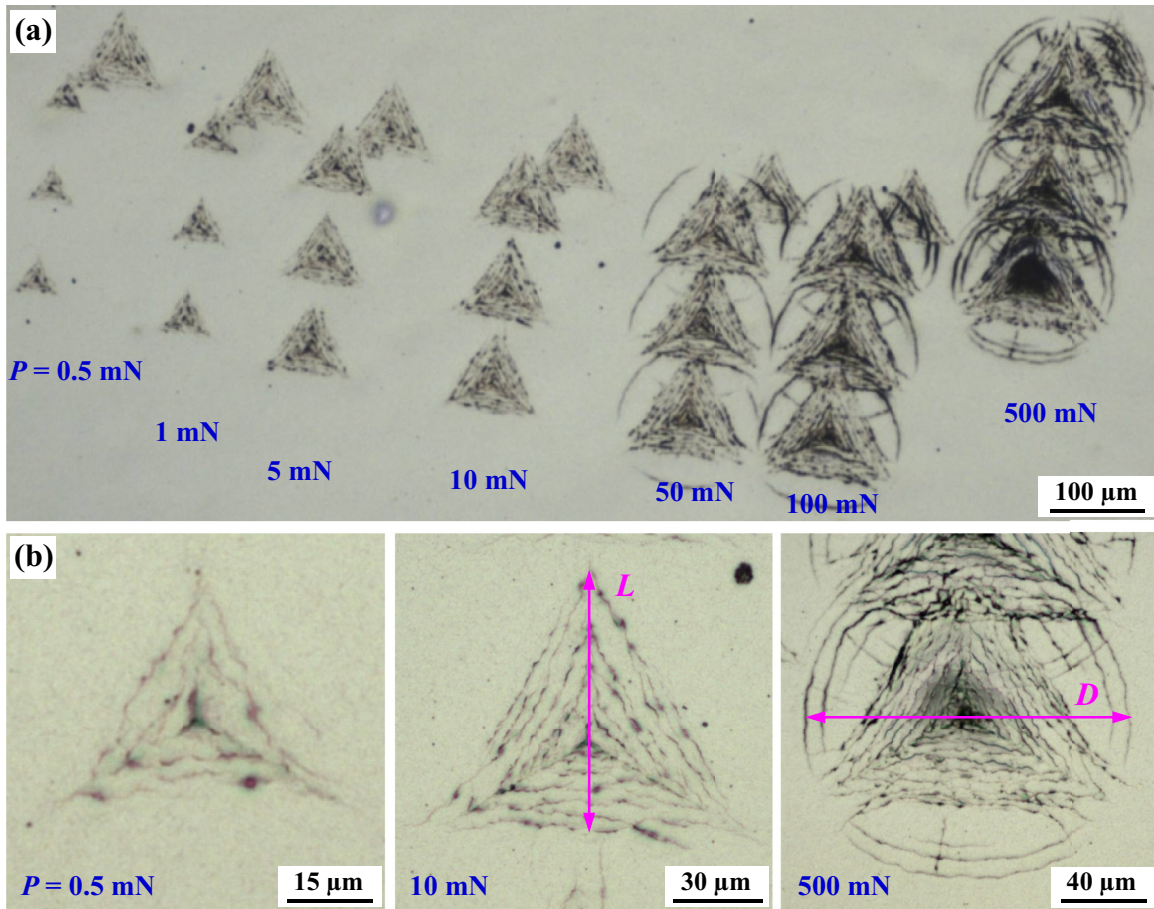 (a)
P = 0.5 mN
1 mN
5 mN
10 mN
50 mN
100 mN
500 mN
100 µm
(b)
L
D
P = 0.5 mN
15 µm
10 mN
30 µm
500 mN
40 µm